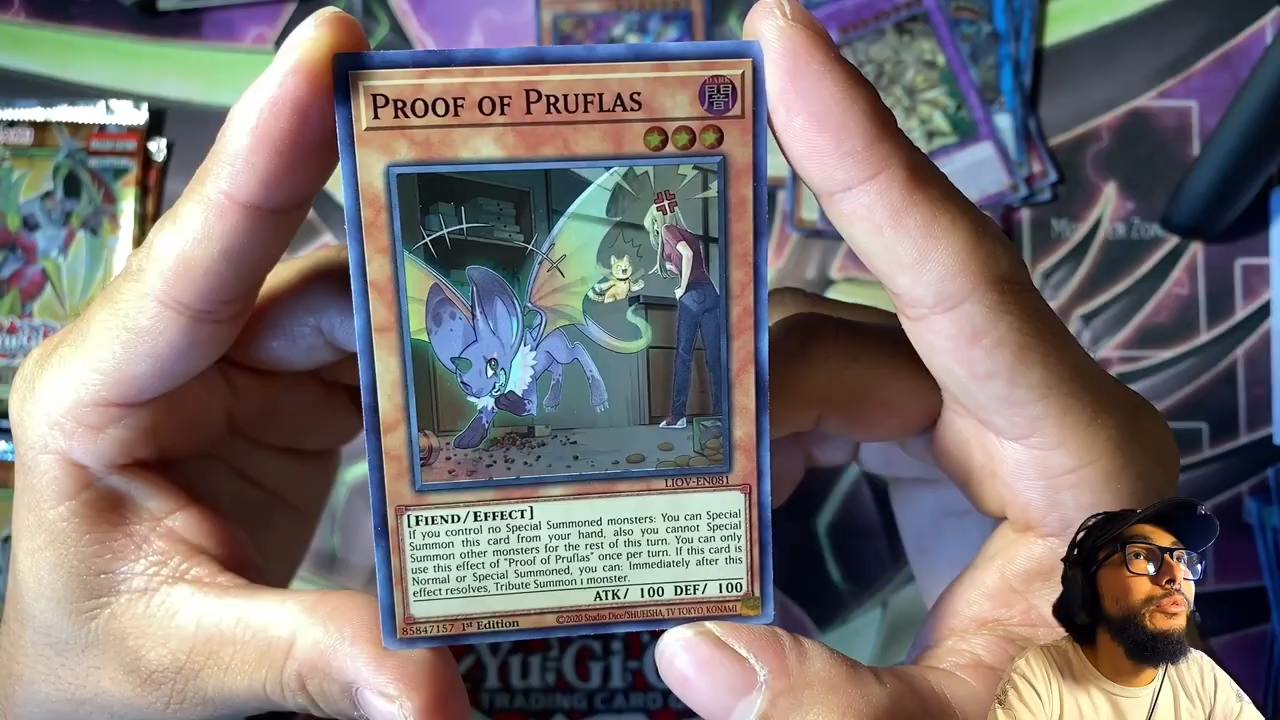 PROOF OF PRUFLAS
DARK
闇
LIOV-EN081
[FIEND/EFFECT]
If you control no Special Summoned monsters: You can Special
Summon this card from your hand, also you cannot Special
Summon other monsters for the rest of this turn. You can only
use this effect of "Proof of Pruflas" once per turn. If this card is
Normal or Special Summoned, you can: Immediately after this
effect resolves, Tribute Summon 1 monster.
ATK/ 100 DEF/ 100
85847157 1st Edition ©2020 Studio Dice/SHUEISHA, TV TOKYO, KONAMI
Yu-Gi-O
TRADING CARD G